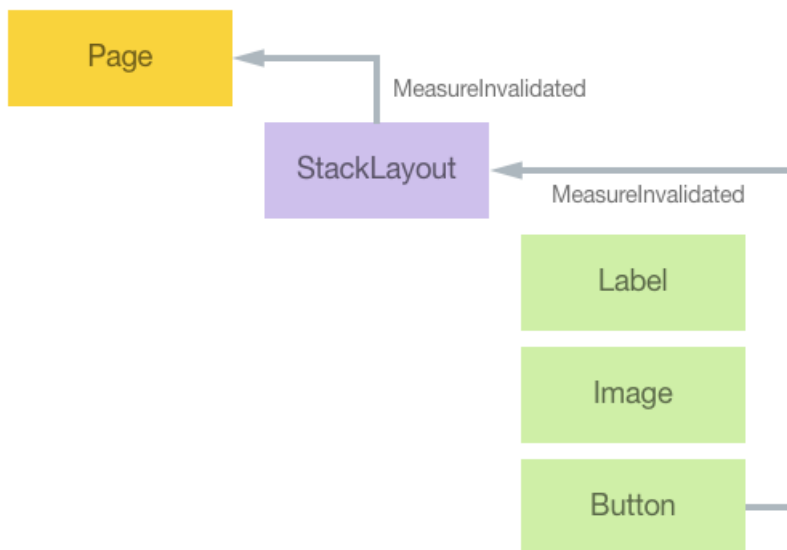 Page
MeasureInvalidated
StackLayout
MeasureInvalidated
Label
Image
Button